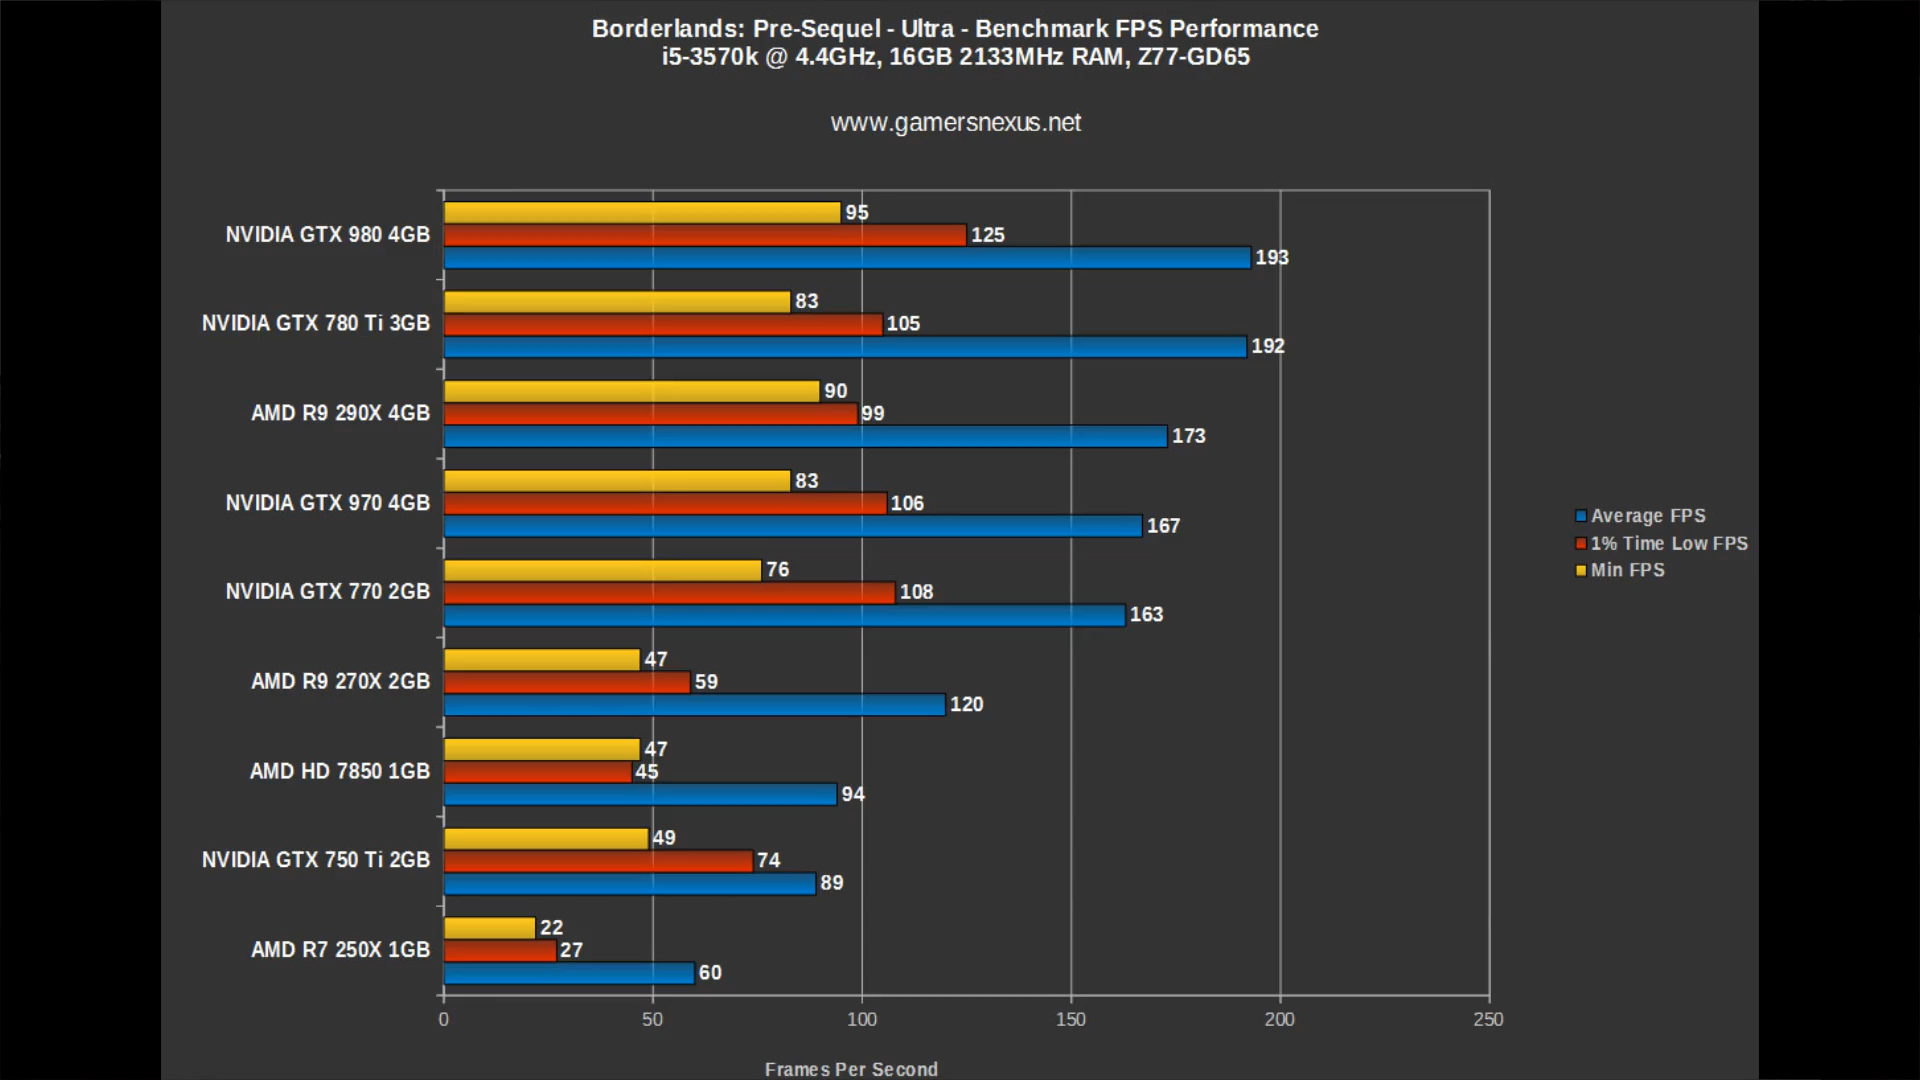 Borderlands: Pre-Sequel - Ultra - Benchmark FPS Performance
i5-3570k @ 4.4GHz, 16GB 2133MHz RAM, Z77-GD65
www.gamersnexus.net
NVIDIA GTX 980 4GB
95
125
193
NVIDIA GTX 780 Ti 3GB
83
105
192
AMD R9 290X 4GB
90
99
173
NVIDIA GTX 970 4GB
83
106
167
NVIDIA GTX 770 2GB
76
108
163
AMD R9 270X 2GB
47
59
120
AMD HD 7850 1GB
47
45
94
NVIDIA GTX 750 Ti 2GB
49
74
89
AMD R7 250X 1GB
22
27
60
Average FPS
1% Time Low FPS
Min FPS
0 50 100 150 200 250
Frames Per Second